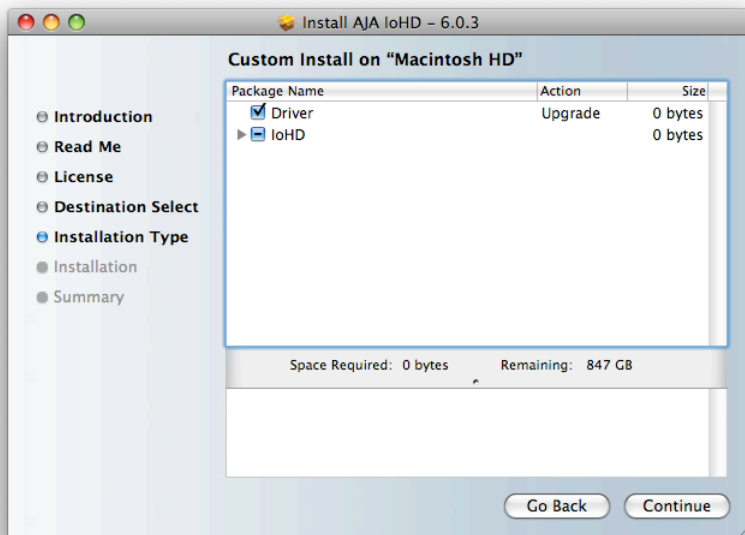 Install AJA IoHD – 6.0.3
Custom Install on “Macintosh HD”
Introduction
Read Me
License
Destination Select
Installation Type
Installation
Summary
Package Name Action Size
Driver Upgrade 0 bytes
IoHD 0 bytes
Space Required: 0 bytes Remaining: 847 GB
Go Back Continue